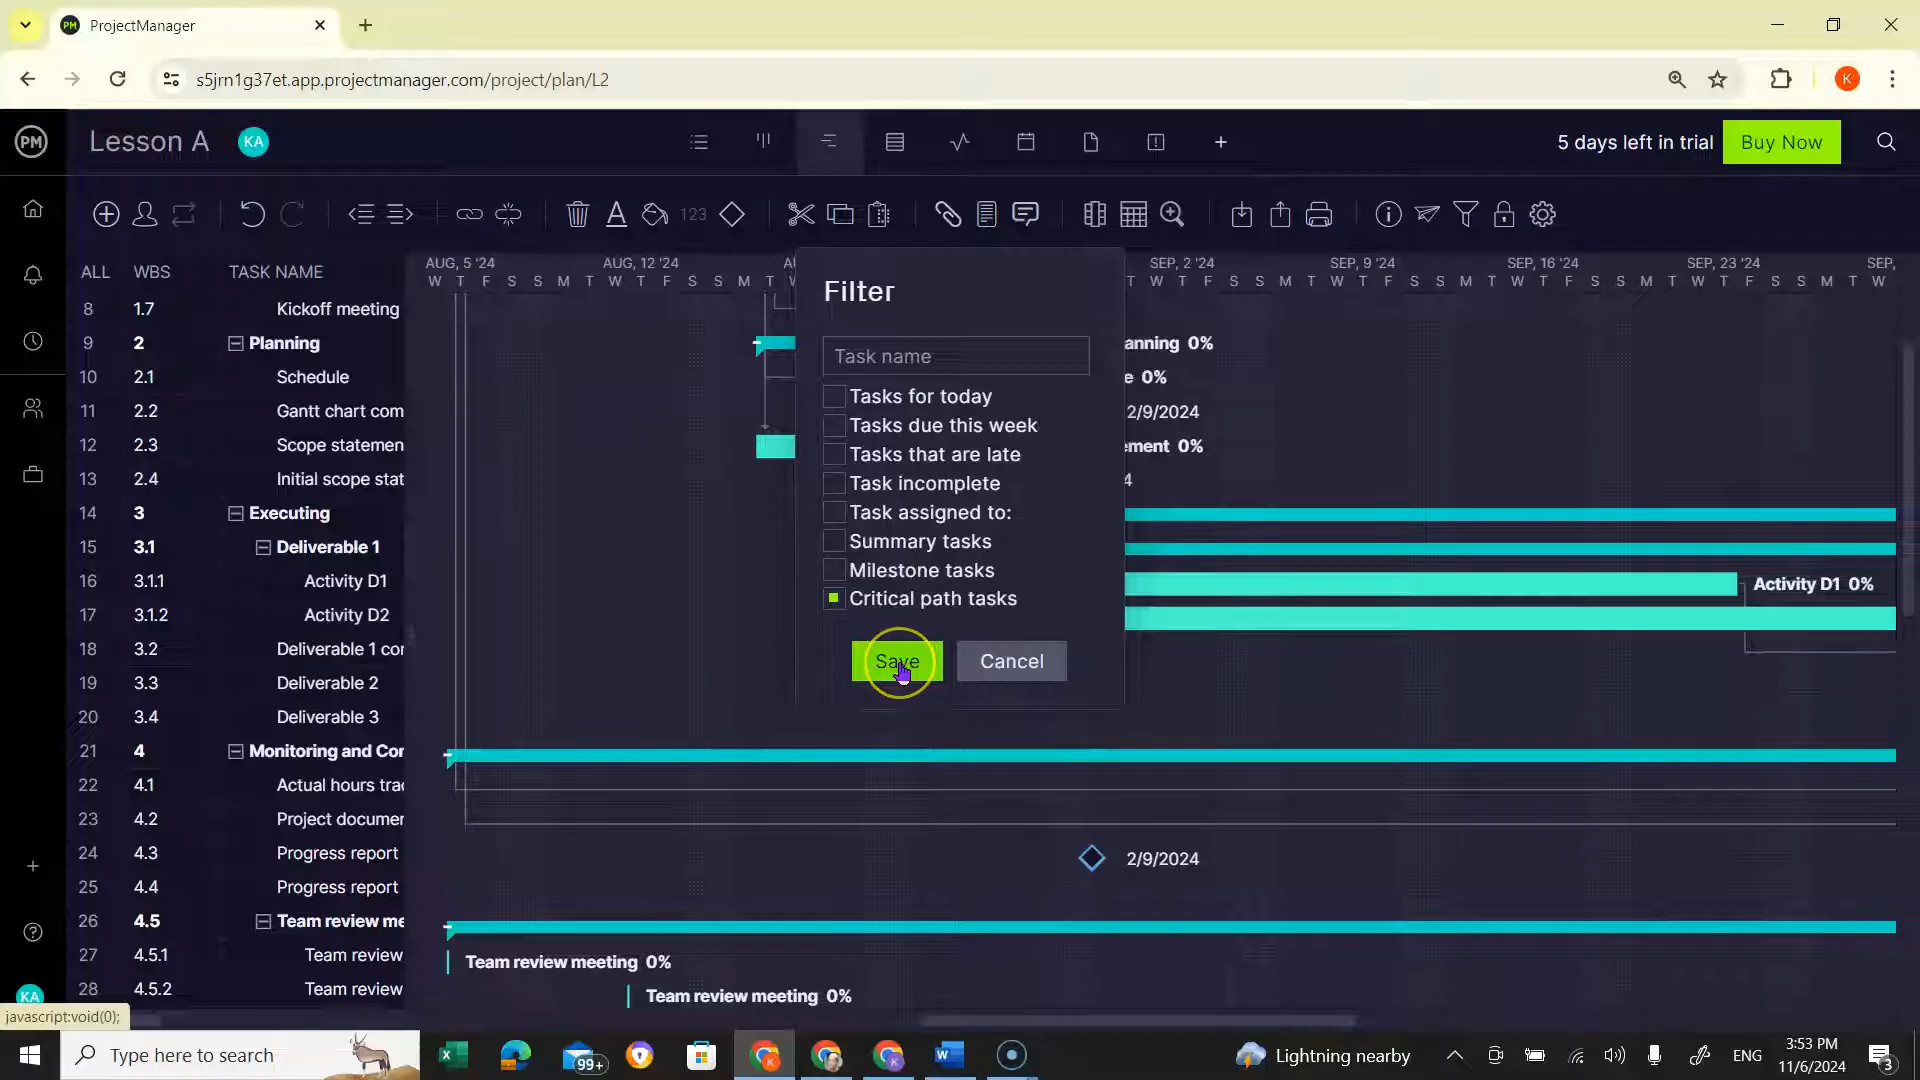 PM ProjectManager
s5jrn1g37et.app.projectmanager.com/project/plan/L2
K
PM Lesson A KA
5 days left in trial Buy Now
123
ALL WBS TASK NAME
AUG, 5 '24 AUG, 12 '24 SEP, 2 '24 SEP, 9 '24 SEP, 16 '24 SEP, 23 '24 SEP,
W T F S S M T W T F S S M T
T W T F S S M T W T F S S M T W T F S S M T W T F S S M T W
8 1.7 Kickoff meeting
9 2 Planning
10 2.1 Schedule
11 2.2 Gantt chart com
12 2.3 Scope statemen
13 2.4 Initial scope stat
14 3 Executing
15 3.1 Deliverable 1
16 3.1.1 Activity D1
17 3.1.2 Activity D2
18 3.2 Deliverable 1 cor
19 3.3 Deliverable 2
20 3.4 Deliverable 3
21 4 Monitoring and Cor
22 4.1 Actual hours trac
23 4.2 Project documer
24 4.3 Progress report
25 4.4 Progress report
26 4.5 Team review me
27 4.5.1 Team review
28 4.5.2 Team review
Filter
Task name
Tasks for today
Tasks due this week
Tasks that are late
Task incomplete
Task assigned to:
Summary tasks
Milestone tasks
Critical path tasks
Save Cancel
anning 0%
e 0%
2/9/2024
ement 0%
4
Activity D1 0%
2/9/2024
Team review meeting 0%
Team review meeting 0%
KA
javascript:void(0);
Type here to search
99+
Lightning nearby
ENG
3:53 PM
11/6/2024
3